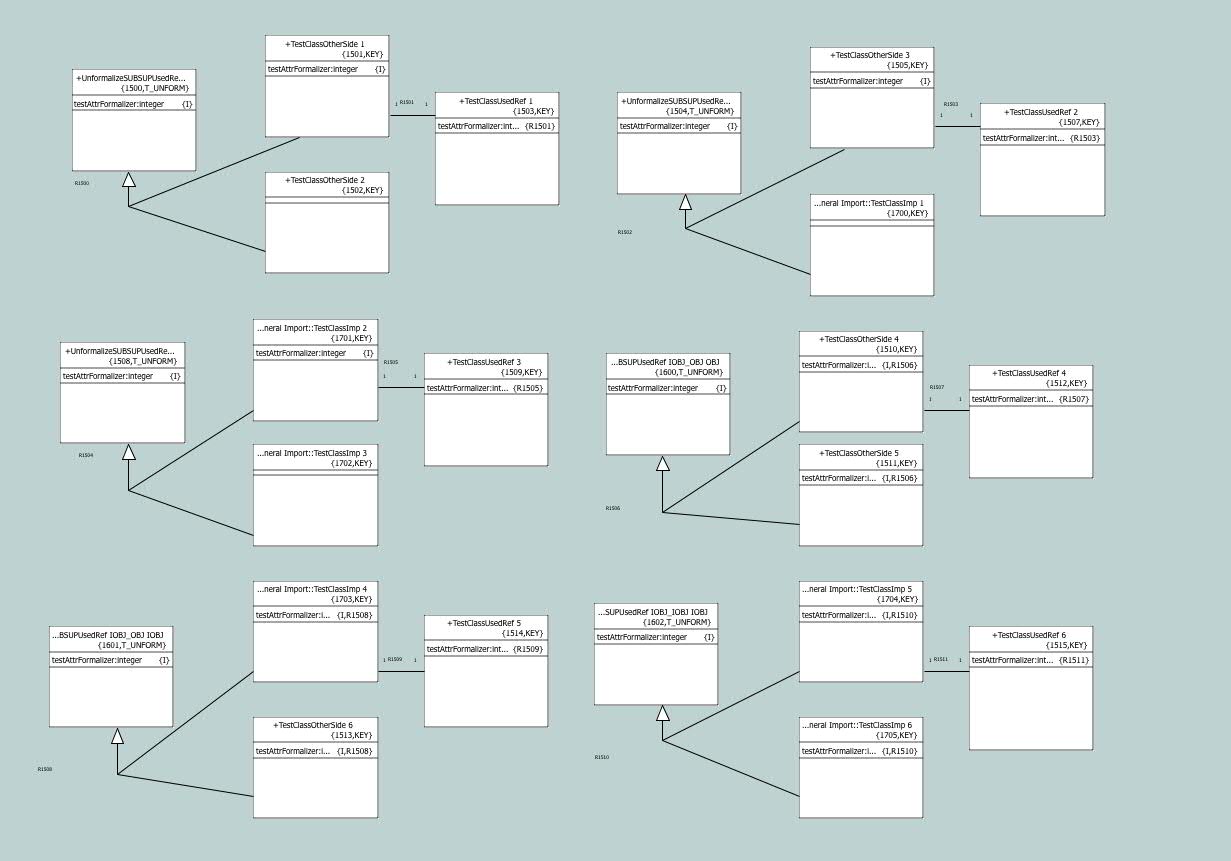 +UnformalizeSUBSUPUsedRe...
{1500,T_UNFORM}
testAttrFormalizer:integer {I}
R1500
+TestClassOtherSide 1
{1501,KEY}
testAttrFormalizer:integer {I}
1 R1501 1
+TestClassUsedRef 1
{1503,KEY}
testAttrFormalizer:int... {R1501}
+TestClassOtherSide 2
{1502,KEY}
+UnformalizeSUBSUPUsedRe...
{1504,T_UNFORM}
testAttrFormalizer:integer {I}
R1502
+TestClassOtherSide 3
{1505,KEY}
testAttrFormalizer:integer {I}
R1503
1 1
+TestClassUsedRef 2
{1507,KEY}
testAttrFormalizer:int... {R1503}
...neral Import::TestClassImp 1
{1700,KEY}
+UnformalizeSUBSUPUsedRe...
{1508,T_UNFORM}
testAttrFormalizer:integer {I}
R1504
...neral Import::TestClassImp 2
{1701,KEY}
testAttrFormalizer:integer {I}
R1505
1 1
+TestClassUsedRef 3
{1509,KEY}
testAttrFormalizer:int... {R1505}
...neral Import::TestClassImp 3
{1702,KEY}
...BSUPUsedRef IOBJ_OBJ OBJ
{1600,T_UNFORM}
testAttrFormalizer:integer {I}
R1506
+TestClassOtherSide 4
{1510,KEY}
testAttrFormalizer:i... {I,R1506}
R1507
1 1
+TestClassUsedRef 4
{1512,KEY}
testAttrFormalizer:int... {R1507}
+TestClassOtherSide 5
{1511,KEY}
testAttrFormalizer:i... {I,R1506}
...BSUPUsedRef IOBJ_OBJ IOBJ
{1601,T_UNFORM}
testAttrFormalizer:integer {I}
R1508
...neral Import::TestClassImp 4
{1703,KEY}
testAttrFormalizer:i... {I,R1508}
1 R1509 1
+TestClassUsedRef 5
{1514,KEY}
testAttrFormalizer:int... {R1509}
+TestClassOtherSide 6
{1513,KEY}
testAttrFormalizer:i... {I,R1508}
...SUPUsedRef IOBJ_IOBJ IOBJ
{1602,T_UNFORM}
testAttrFormalizer:integer {I}
R1510
...neral Import::TestClassImp 5
{1704,KEY}
testAttrFormalizer:i... {I,R1510}
1 R1511 1
+TestClassUsedRef 6
{1515,KEY}
testAttrFormalizer:int... {R1511}
...neral Import::TestClassImp 6
{1705,KEY}
testAttrFormalizer:i... {I,R1510}